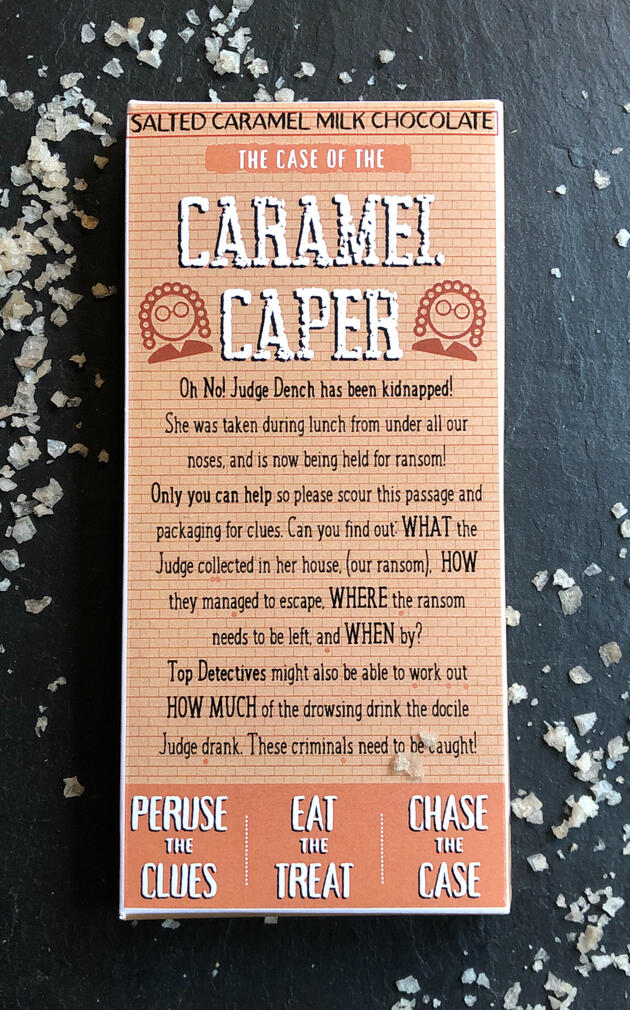 SALTED CARAMEL MILK CHOCOLATE
THE CASE OF THE
CARAMEL
CAPER
Oh No! Judge Dench has been kidnapped!
She was taken during lunch from under all our
noses, and is now being held for ransom!
Only you can help so please scour this passage and
packaging for clues. Can you find out: WHAT the
Judge collected in her house, (our ransom), HOW
they managed to escape, WHERE the ransom
needs to be left, and WHEN by?
Top Detectives might also be able to work out
HOW MUCH of the drowsing drink the docile
Judge drank. These criminals need to be caught!
PERUSE
THE
CLUES
EAT
THE
TREAT
CHASE
THE
CASE